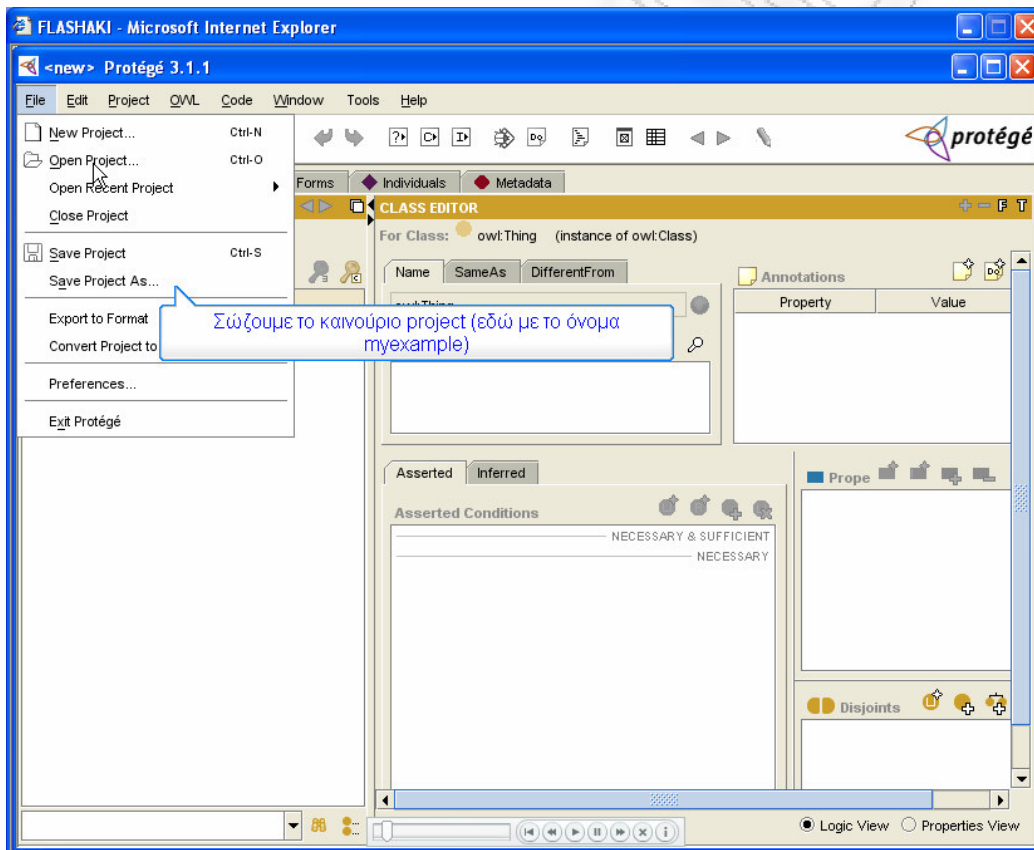 FLASHAKI - Microsoft Internet Explorer
<new> Protégé 3.1.1
File Edit Project OWL Code Window Tools Help
New Project... Ctrl-N
Open Project... Ctrl-O
Open Recent Project
Close Project
Save Project Ctrl-S
Save Project As...
Export to Format
Convert Project to
Preferences...
Exit Protégé
protégé
Forms Individuals Metadata
CLASS EDITOR
F T
For Class: owl:Thing (instance of owl:Class)
Name SameAs DifferentFrom
Annotations
Property Value
owl:Thing
Σώζουμε το καινούριο project (εδώ με το όνομα
myexample)
Asserted Inferred
Prope
Asserted Conditions
NECESSARY & SUFFICIENT
NECESSARY
Disjoints
Logic View Properties View